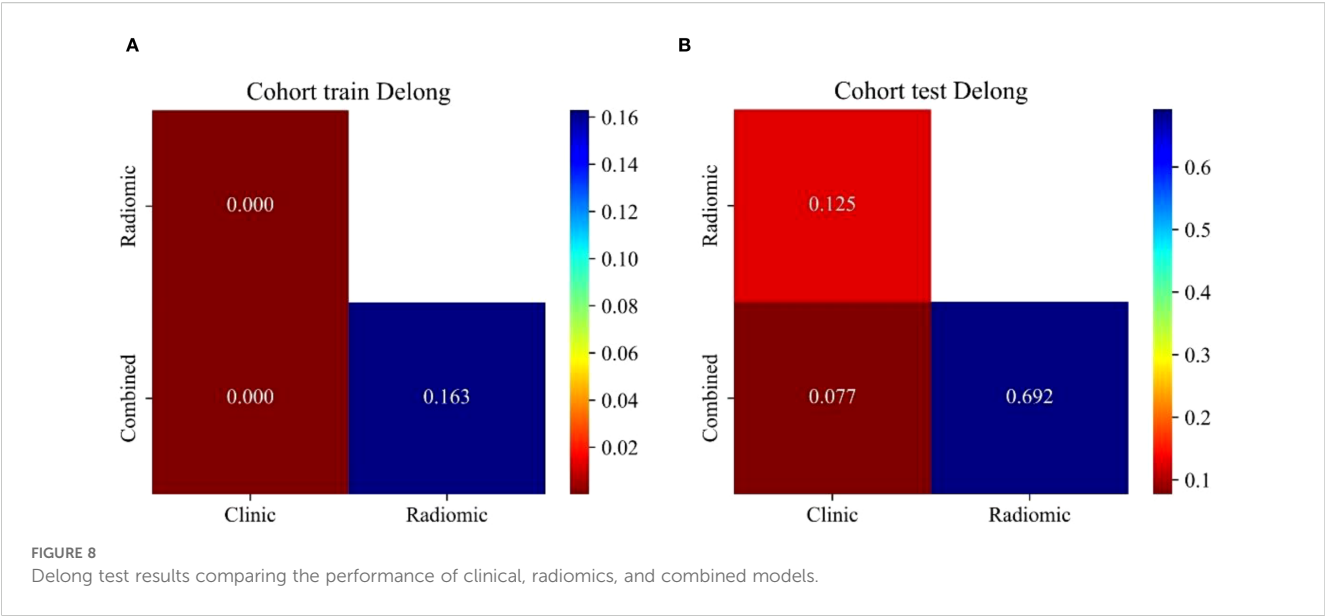 A
Cohort train Delong
Radiomic
Combined
0.000
0.000
0.163
Clinic
Radiomic
0.16
0.14
0.12
0.10
0.08
0.06
0.04
0.02
B
Cohort test Delong
Radiomic
Combined
0.125
0.077
0.692
Clinic
Radiomic
0.6
0.5
0.4
0.3
0.2
0.1
FIGURE 8
Delong test results comparing the performance of clinical, radiomics, and combined models.